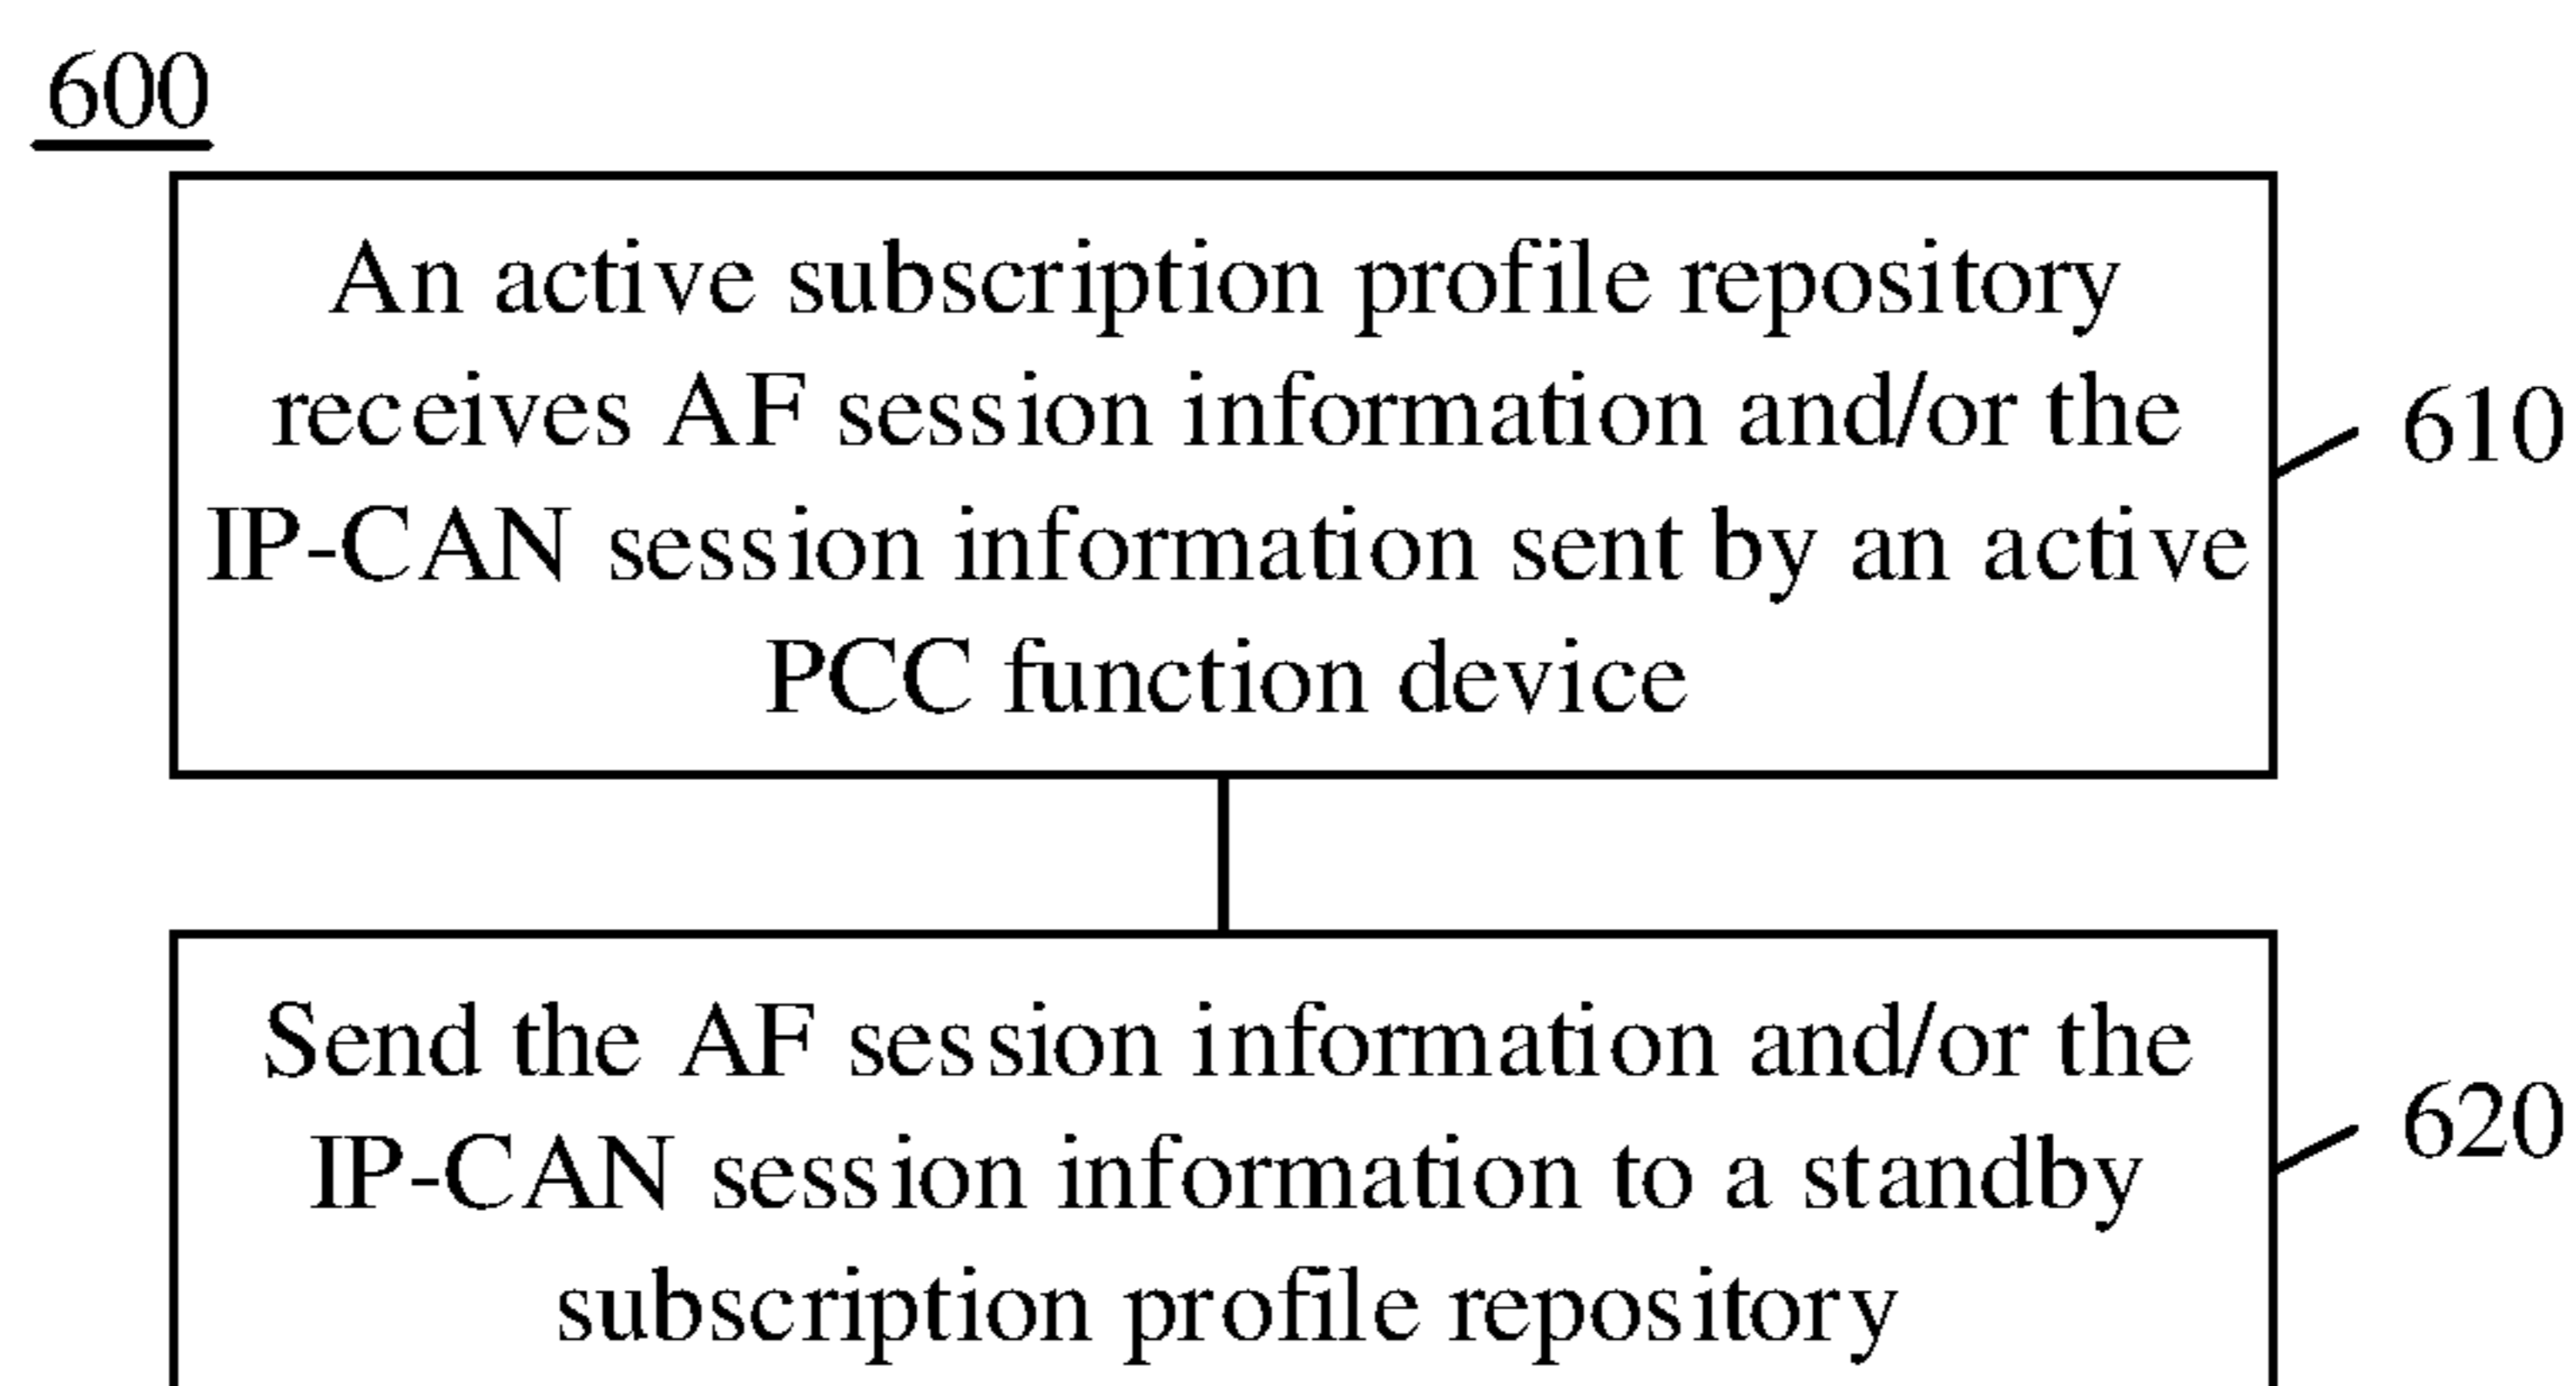 600
An active subscription profile repository
receives AF session information and/or the
IP-CAN session information sent by an active
PCC function device
610
Send the AF session information and/or the
IP-CAN session information to a standby
subscription profile repository
620